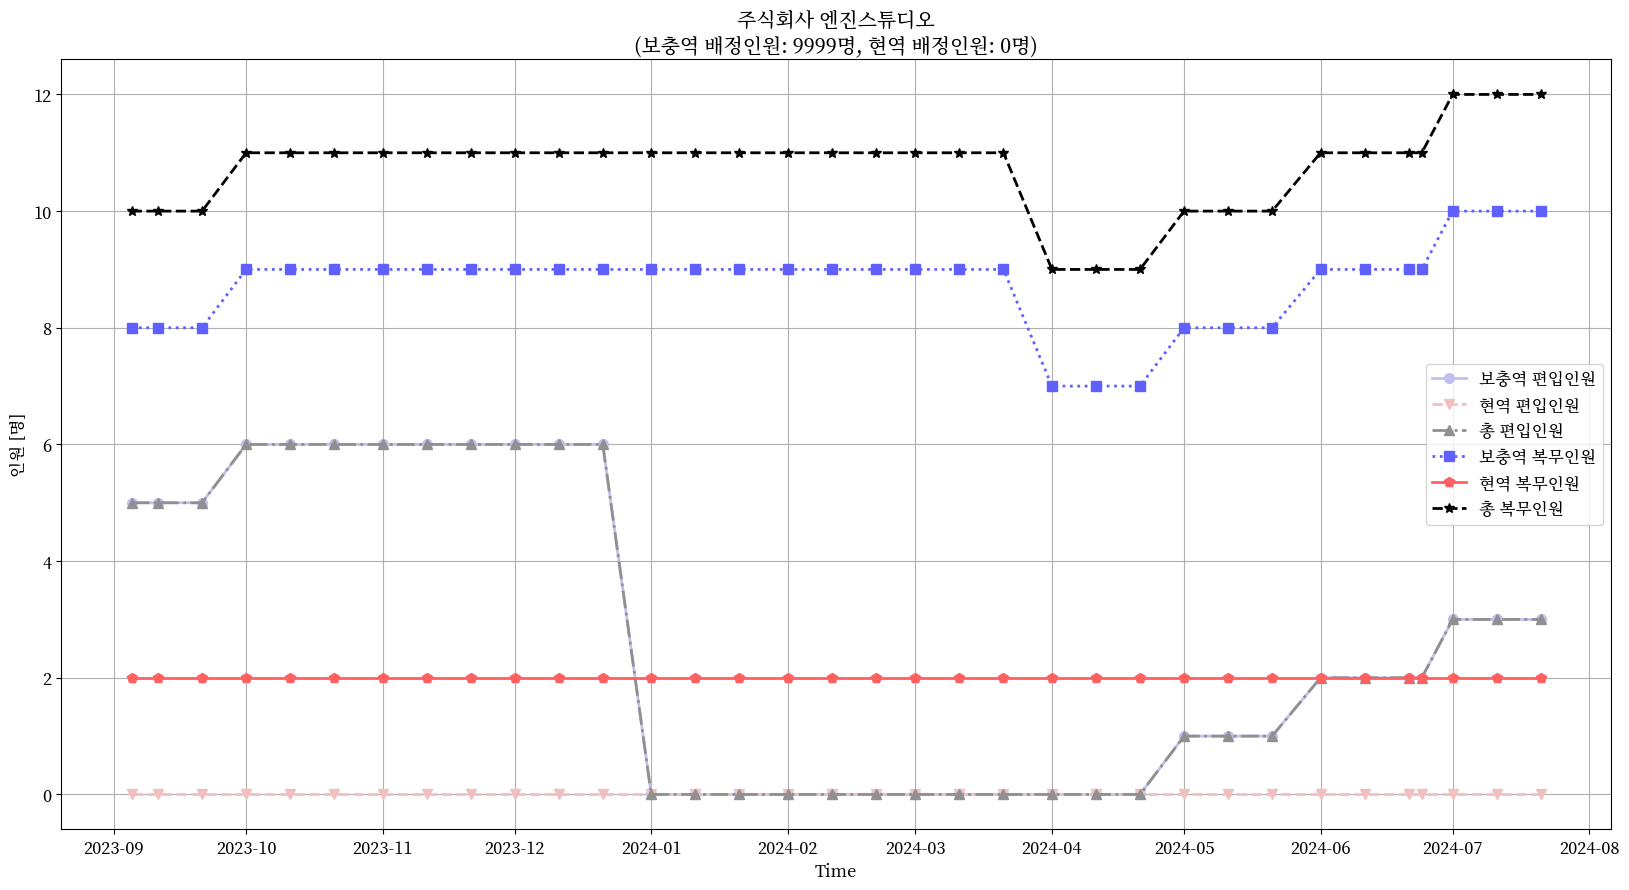 주식회사 엔진스튜디오
(보충역 배정인원: 9999명, 현역 배정인원: 0명)
인원 [명]
12
10
8
6
4
2
0
보충역 편입인원
현역 편입인원
총 편입인원
보충역 복무인원
현역 복무인원
총 복무인원
2023-09 2023-10 2023-11 2023-12 2024-01 2024-02 2024-03 2024-04 2024-05 2024-06 2024-07 2024-08
Time